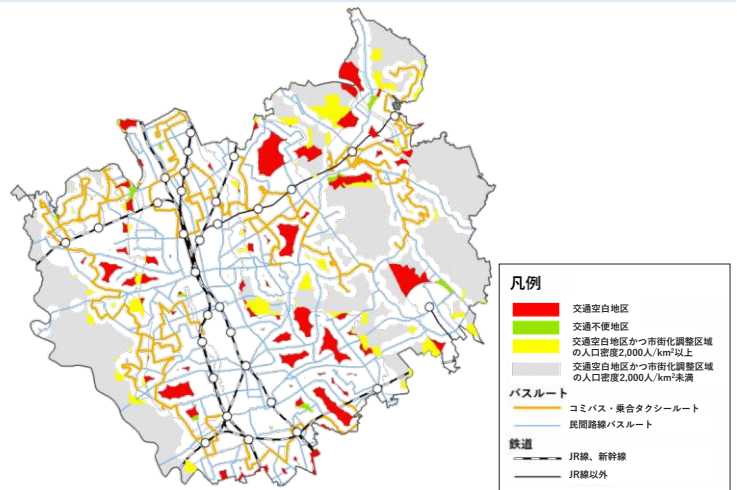 凡例
交通空白地区
交通不便地区
交通空白地区かつ市街化調整区域
の人口密度2,000人/km²以上
交通空白地区かつ市街化調整区域
の人口密度2,000人/km²未満
バスルート
コミバス・乗合タクシールート
民間路線バスルート
鉄道
JR線、新幹線
JR線以外